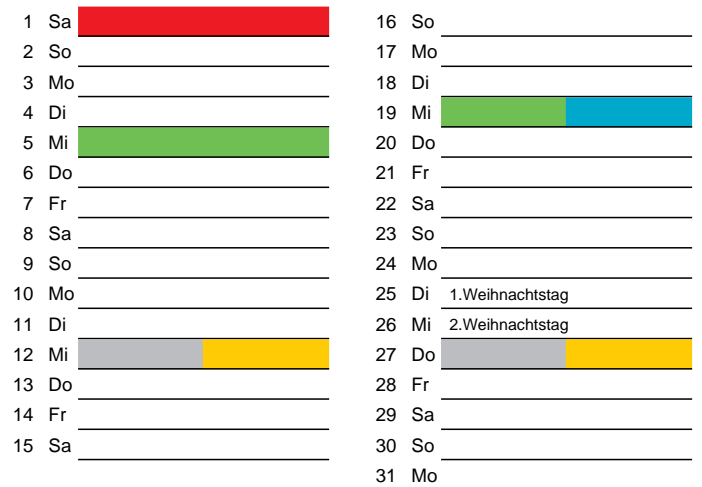 1 Sa
2 So
3 Mo
4 Di
5 Mi
6 Do
7 Fr
8 Sa
9 So
10 Mo
11 Di
12 Mi
13 Do
14 Fr
15 Sa
16 So
17 Mo
18 Di
19 Mi
20 Do
21 Fr
22 Sa
23 So
24 Mo
25 Di 1.Weihnachtstag
26 Mi 2.Weihnachtstag
27 Do
28 Fr
29 Sa
30 So
31 Mo